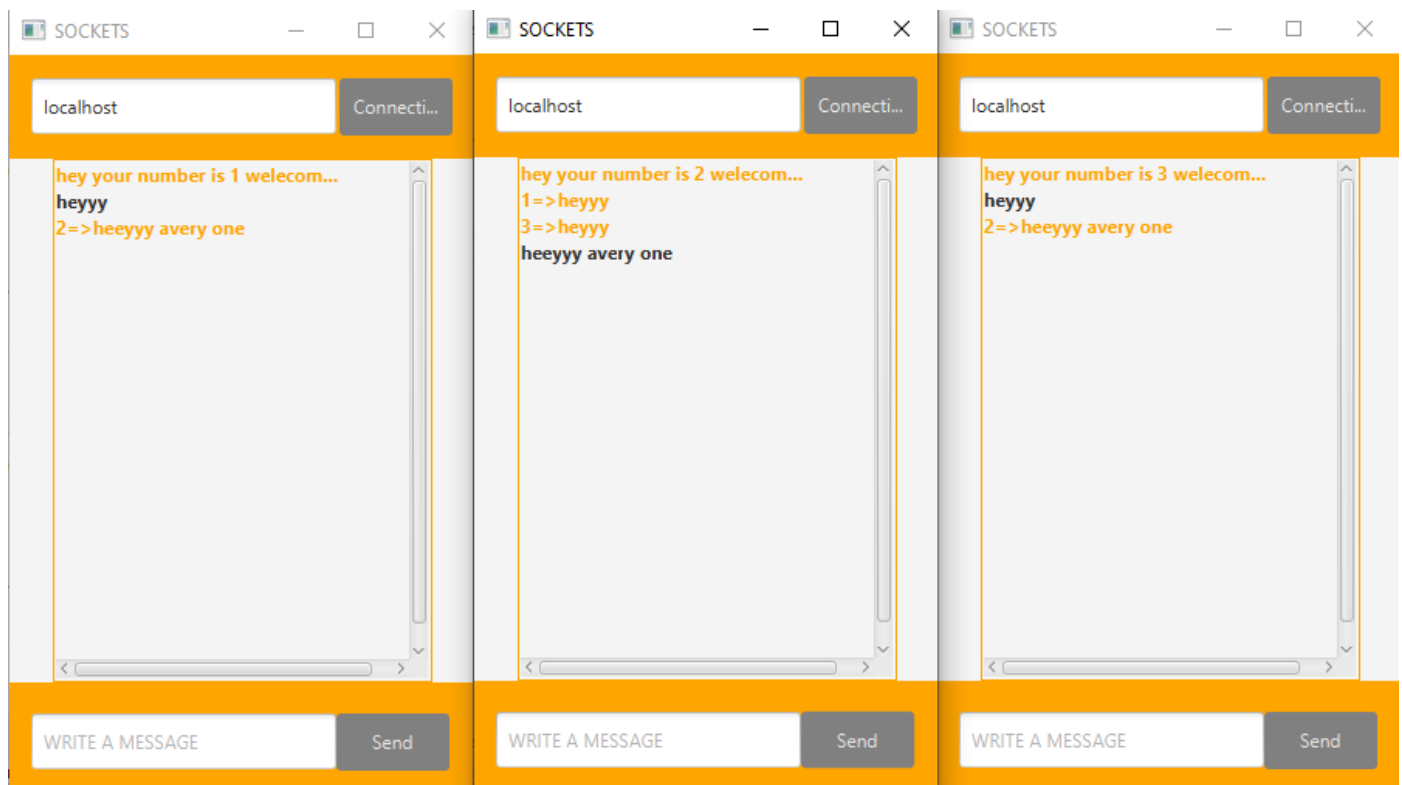 SOCKETS
localhost
Connecti...
hey your number is 1 welecom...
heyyy
2=>heeyyy avery one
WRITE A MESSAGE
Send
SOCKETS
localhost
Connecti...
hey your number is 2 welecom...
1=>heyyy
3=>heyyy
heeyyy avery one
WRITE A MESSAGE
Send
SOCKETS
localhost
Connecti...
hey your number is 3 welecom...
heyyy
2=>heeyyy avery one
WRITE A MESSAGE
Send